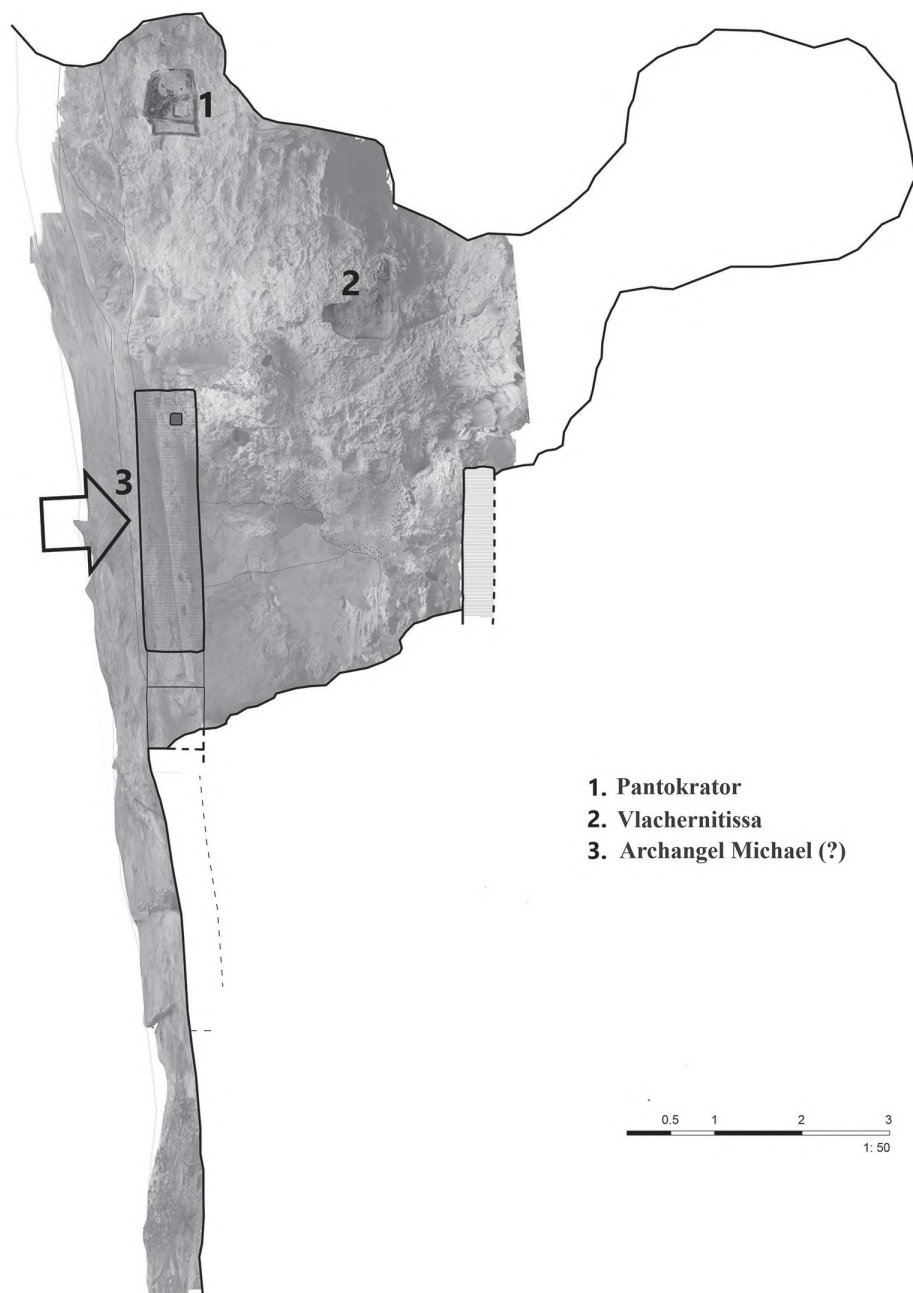 1
2
3
1. Pantokrator
2. Vlachernitissa
3. Archangel Michael (?)
0.5 1 2 3
1: 50